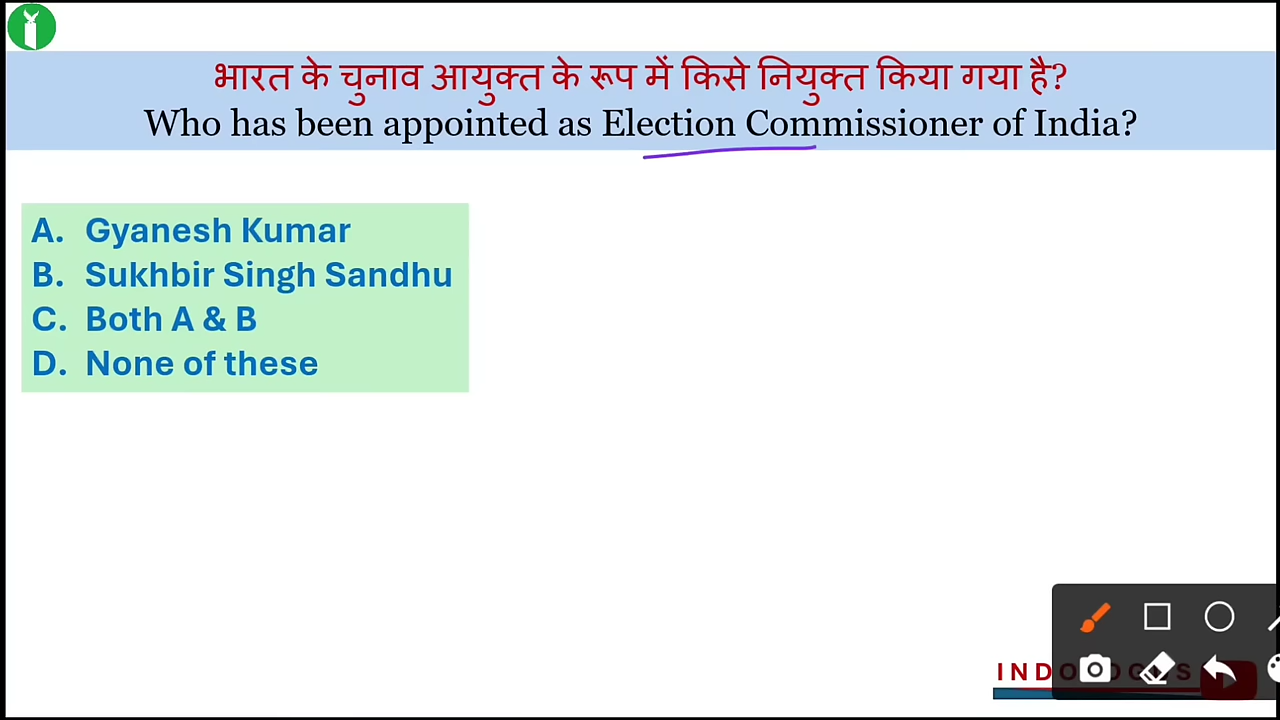 भारत के चुनाव आयुक्त के रूप में किसे नियुक्त किया गया है?
Who has been appointed as Election Commissioner of India?
A. Gyanesh Kumar
B. Sukhbir Singh Sandhu
C. Both A & B
D. None of these